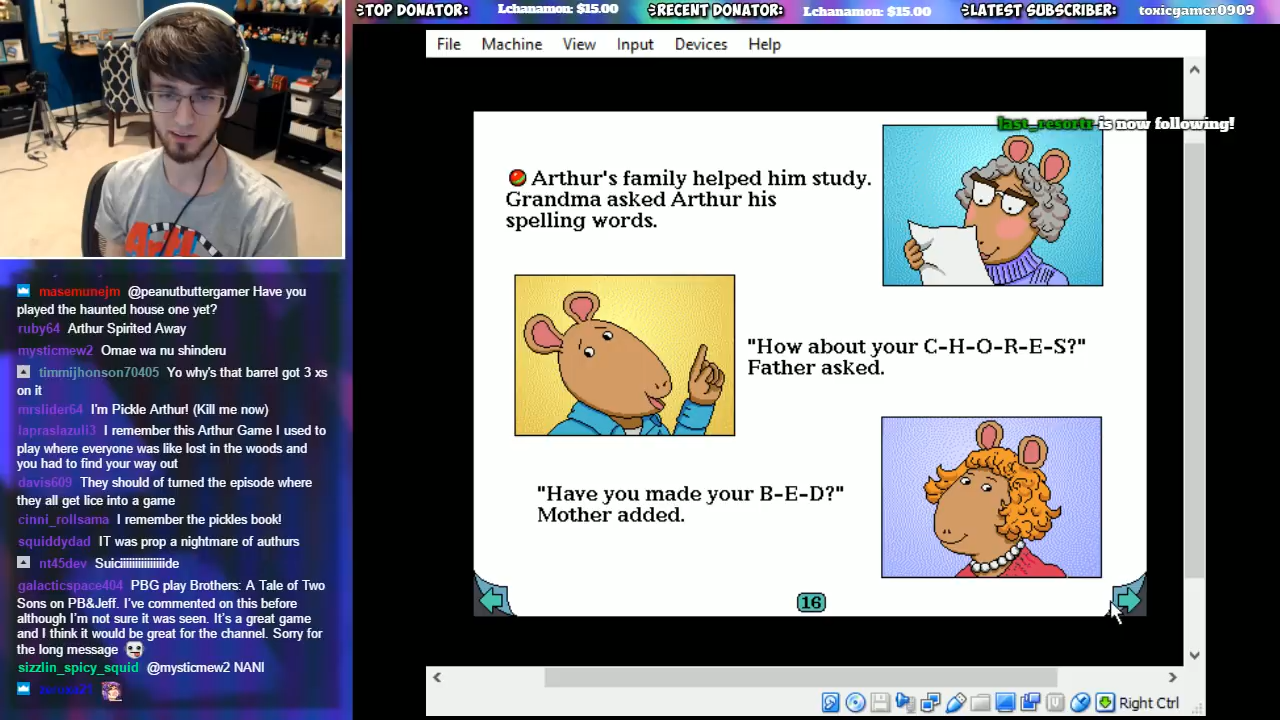 TOP DONATOR: Lchanamon: $15.00 RECENT DONATOR: Lchanamon: $15.00 LATEST SUBSCRIBER: toxicgamer0909
File Machine View Input Devices Help
last_resortz is now following!
Arthur's family helped him study.
Grandma asked Arthur his
spelling words.
"How about your C-H-O-R-E-S?"
Father asked.
"Have you made your B-E-D?"
Mother added.
16
Right Ctrl
masemunejm @peanutbuttergamer Have you
played the haunted house one yet?
ruby64 Arthur Spirited Away
mysticmew2 Omae wa nu shinderu
timmijhonson70405 Yo why's that barrel got 3 xs
on it
mrslider64 I'm Pickle Arthur! (Kill me now)
lapraslazuli3 I remember this Arthur Game I used to
play where everyone was like lost in the woods and
you had to find your way out
davis609 They should of turned the episode where
they all get lice into a game
cinni_rollsama I remember the pickles book!
squiddydad IT was prop a nightmare of authurs
nt45dev Suiciiiiiiiiiiiiiiide
galacticspace404 PBG play Brothers: A Tale of Two
Sons on PB&Jeff. I've commented on this before
although I'm not sure it was seen. It's a great game
and I think it would be great for the channel. Sorry for
the long message
sizzlin_spicy_squid @mysticmew2 NANI